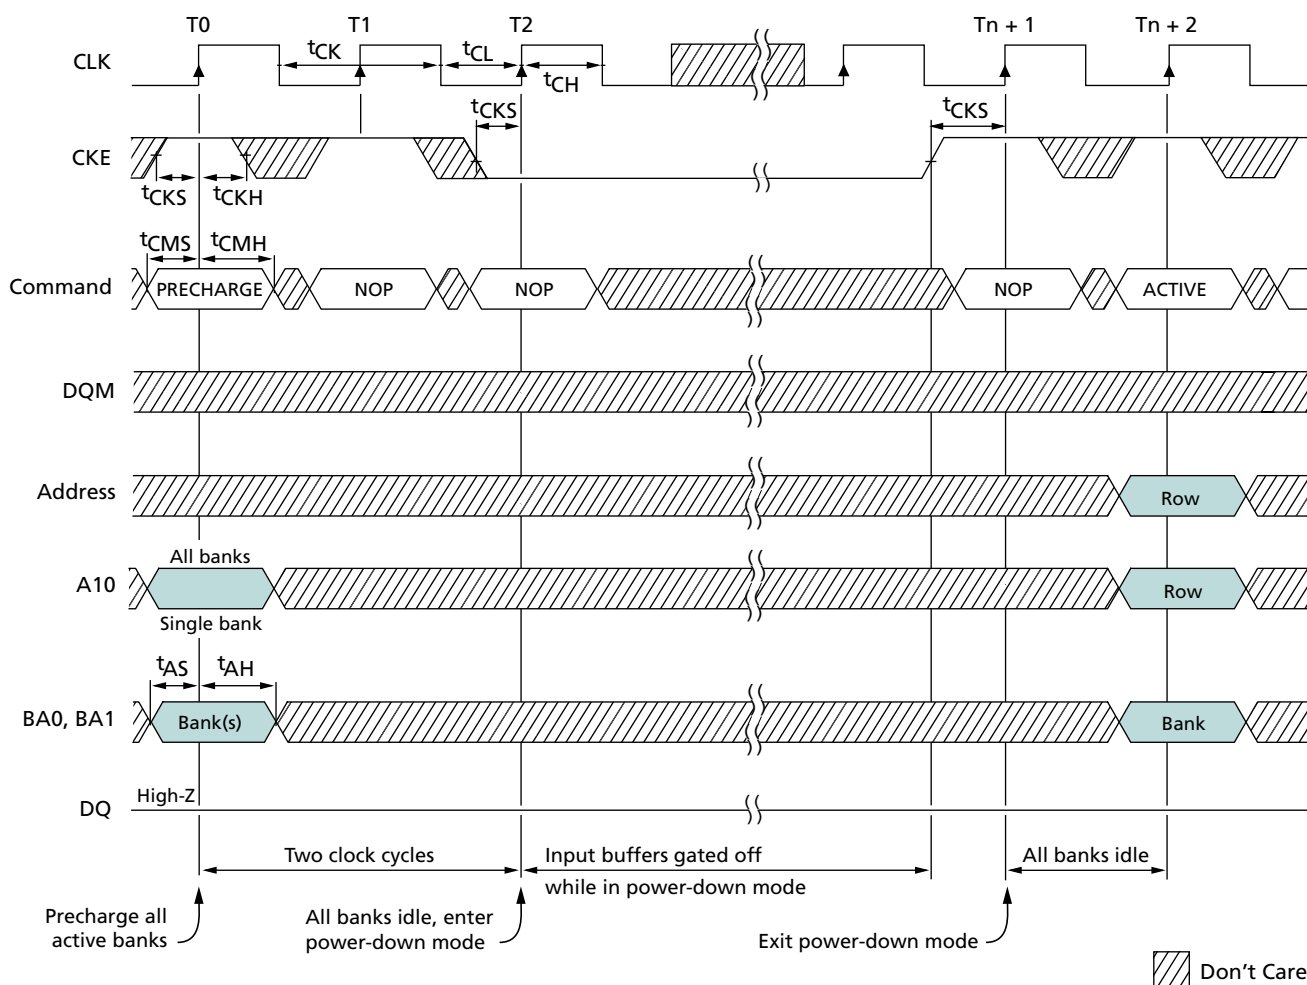 T0 T1 T2 Tn + 1 Tn + 2
CLK
tCK tCL
tCH
tCKS tCKS
CKE
tCKS tCKH
tCMS tCMH
Command PRECHARGE NOP NOP NOP ACTIVE
DQM
Address Row
All banks
A10 Row
Single bank
tAS tAH
BA0, BA1 Bank(s) Bank
High-Z
DQ
Two clock cycles
Input buffers gated off
while in power-down mode
All banks idle
Precharge all
active banks
All banks idle, enter
power-down mode
Exit power-down mode
Don't Care